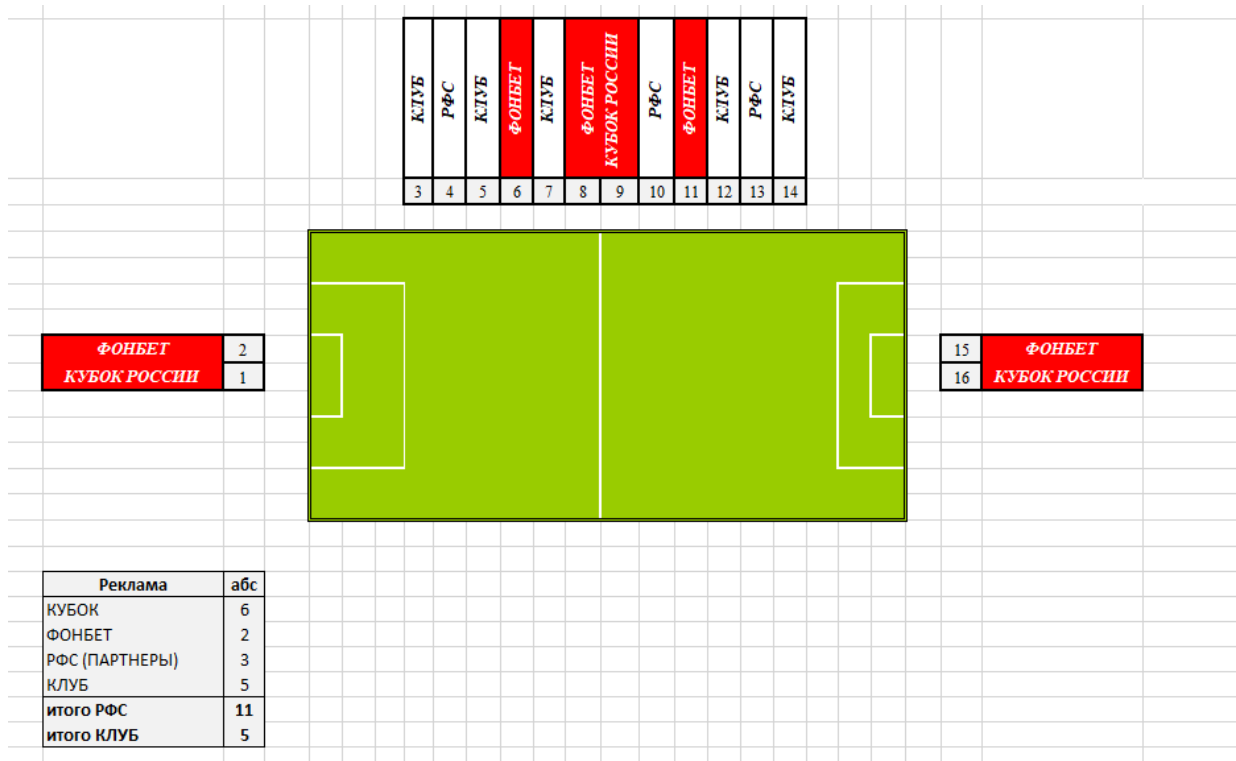 КЛУБ
РФС
КЛУБ
ФОНБЕТ
КЛУБ
ФОНБЕТ
КУБОК РОССИИ
РФС
ФОНБЕТ
КЛУБ
РФС
КЛУБ
3 4 5 6 7 8 9 10 11 12 13 14
ФОНБЕТ 2
КУБОК РОССИИ 1
15 ФОНБЕТ
16 КУБОК РОССИИ
Реклама абс
КУБОК 6
ФОНБЕТ 2
РФС (ПАРТНЕРЫ) 3
КЛУБ 5
итого РФС 11
итого КЛУБ 5